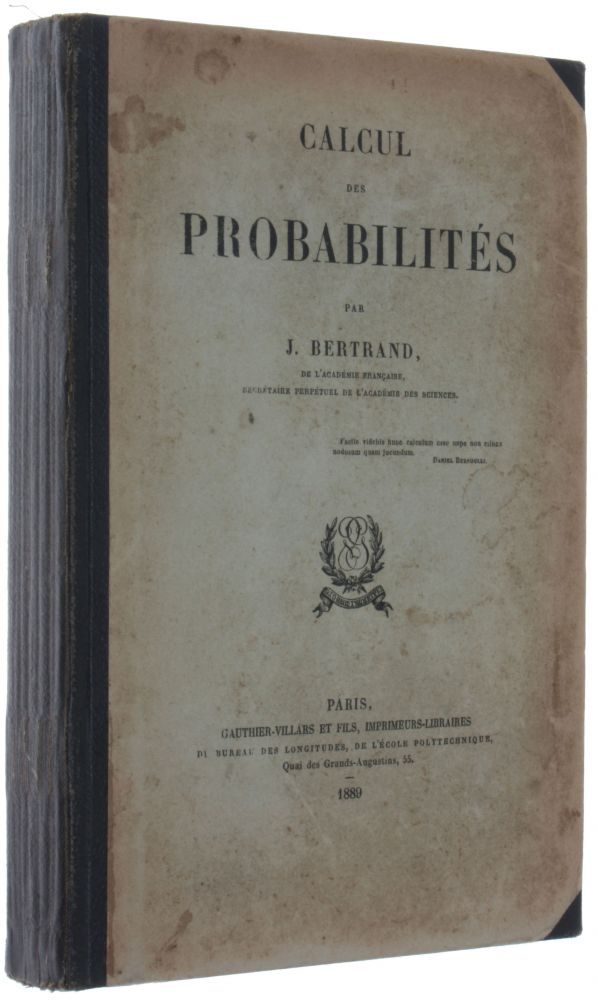 CALCUL
DES
PROBABILITÉS
PAR
J. BERTRAND,
DE L'ACADÉMIE FRANÇAISE,
SECRÉTAIRE PERPÉTUEL DE L'ACADÉMIE DES SCIENCES.
Facile videbis hunc calculum esse sæpe non minus
nodosum quam jucundum.
DANIEL BERNOULLI.
PARIS,
GAUTHIER-VILLARS ET FILS, IMPRIMEURS-LIBRAIRES
DU BUREAU DES LONGITUDES, DE L'ÉCOLE POLYTECHNIQUE,
Quai des Grands-Augustins, 55.
1889